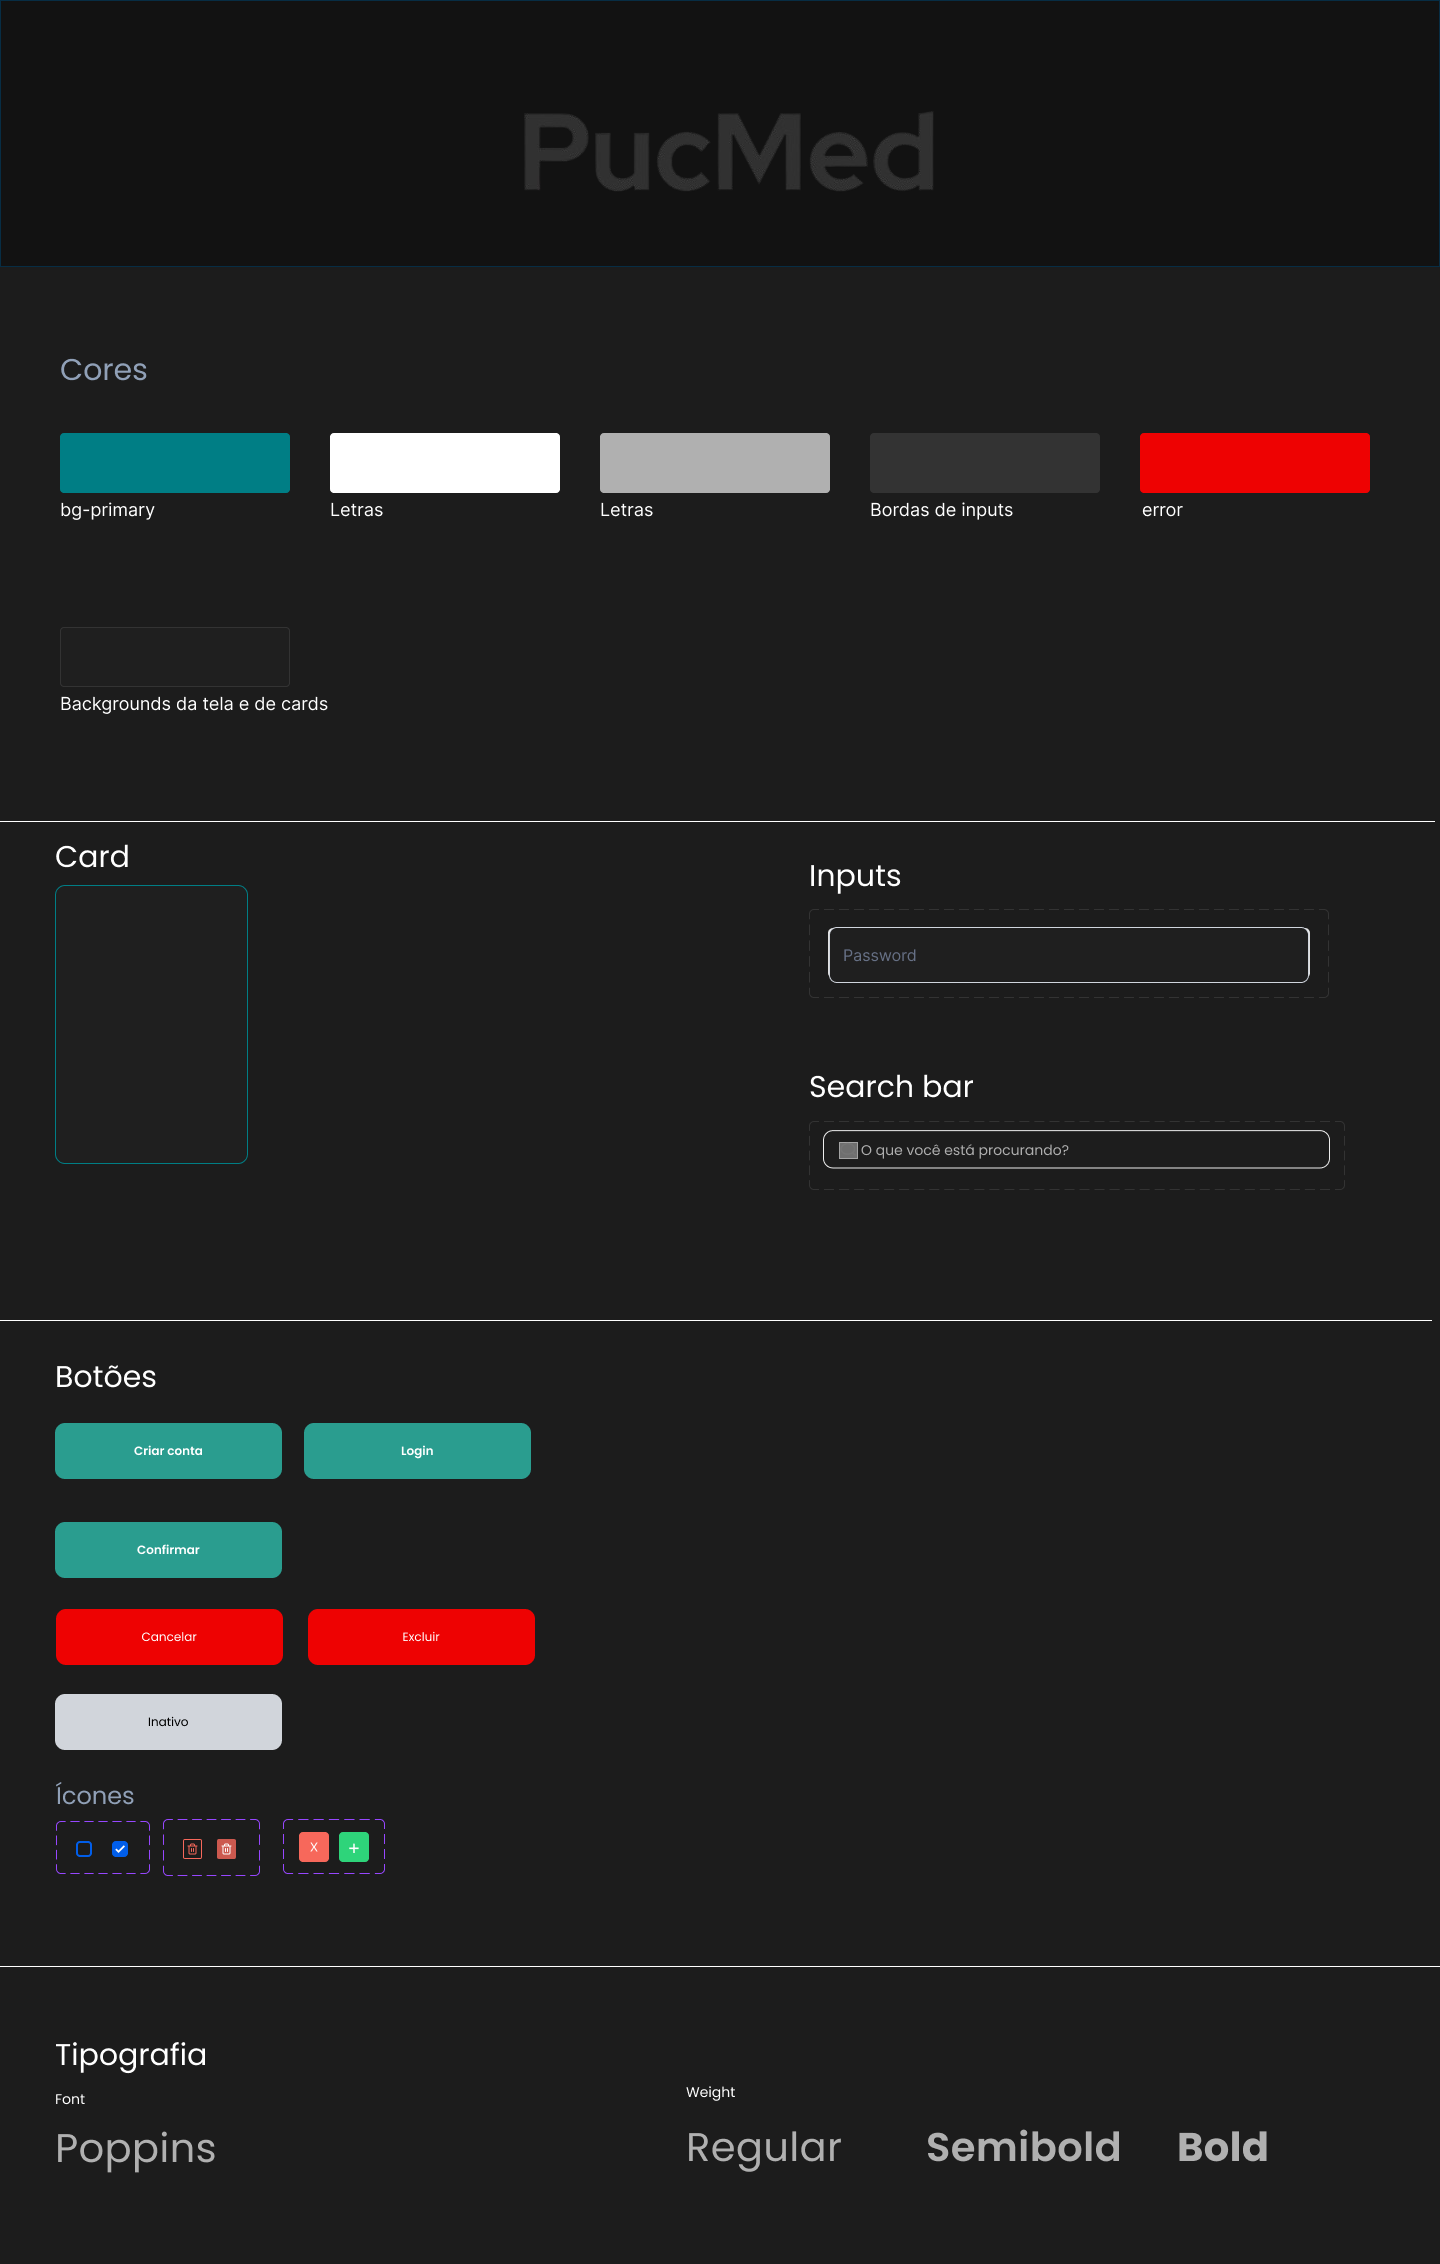 PucMed
Cores
bg-primary
Letras
Letras
Bordas de inputs
error
Backgrounds da tela e de cards
Card
Inputs
Password
Search bar
O que você está procurando?
Botões
Criar conta
Login
Confirmar
Cancelar
Excluir
Inativo
Ícones
X
+
Tipografia
Font
Weight
Poppins
Regular
Semibold
Bold